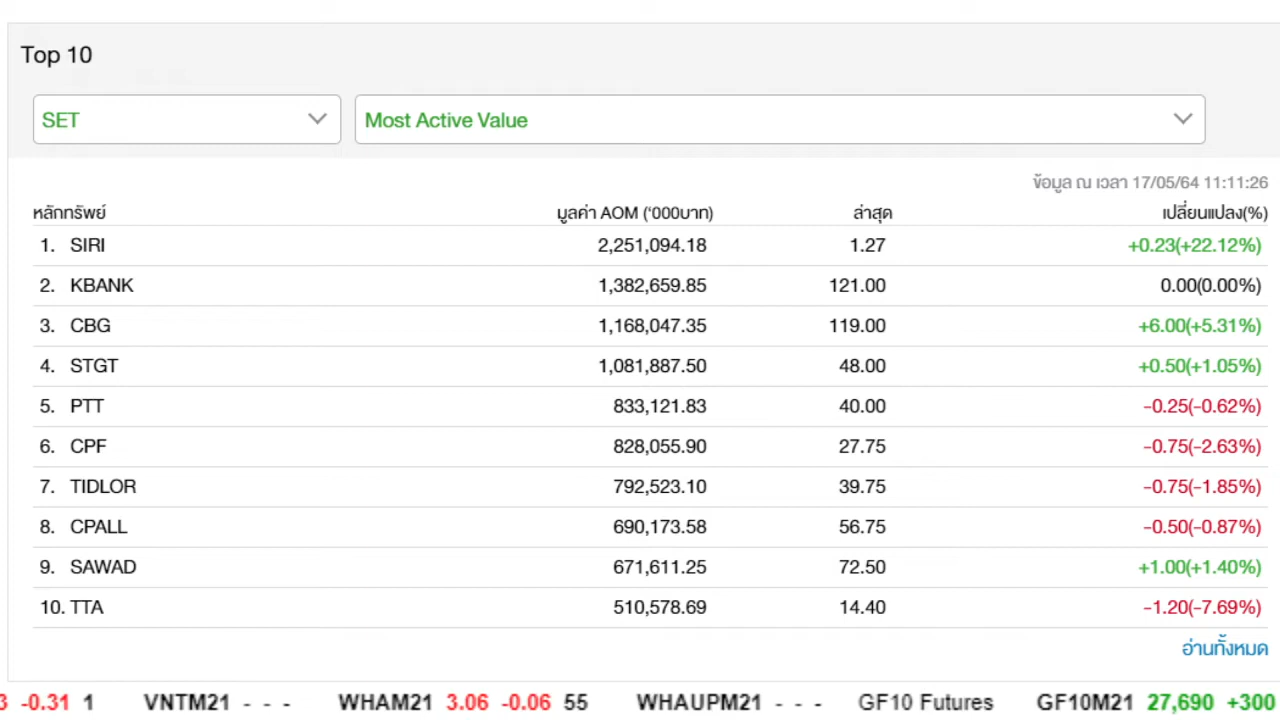 Top 10
SET Most Active Value
ข้อมูล ณ เวลา 17/05/64 11:11:26
หลักทรัพย์ มูลค่า AOM ('000บาท) ล่าสุด เปลี่ยนแปลง(%)
1. SIRI 2,251,094.18 1.27 +0.23(+22.12%)
2. KBANK 1,382,659.85 121.00 0.00(0.00%)
3. CBG 1,168,047.35 119.00 +6.00(+5.31%)
4. STGT 1,081,887.50 48.00 +0.50(+1.05%)
5. PTT 833,121.83 40.00 -0.25(-0.62%)
6. CPF 828,055.90 27.75 -0.75(-2.63%)
7. TIDLOR 792,523.10 39.75 -0.75(-1.85%)
8. CPALL 690,173.58 56.75 -0.50(-0.87%)
9. SAWAD 671,611.25 72.50 +1.00(+1.40%)
10. TTA 510,578.69 14.40 -1.20(-7.69%)
อ่านทั้งหมด
3 -0.31 1 VNTM21 - - - WHAM21 3.06 -0.06 55 WHAUPM21 - - - GF10 Futures GF10M21 27,690 +300